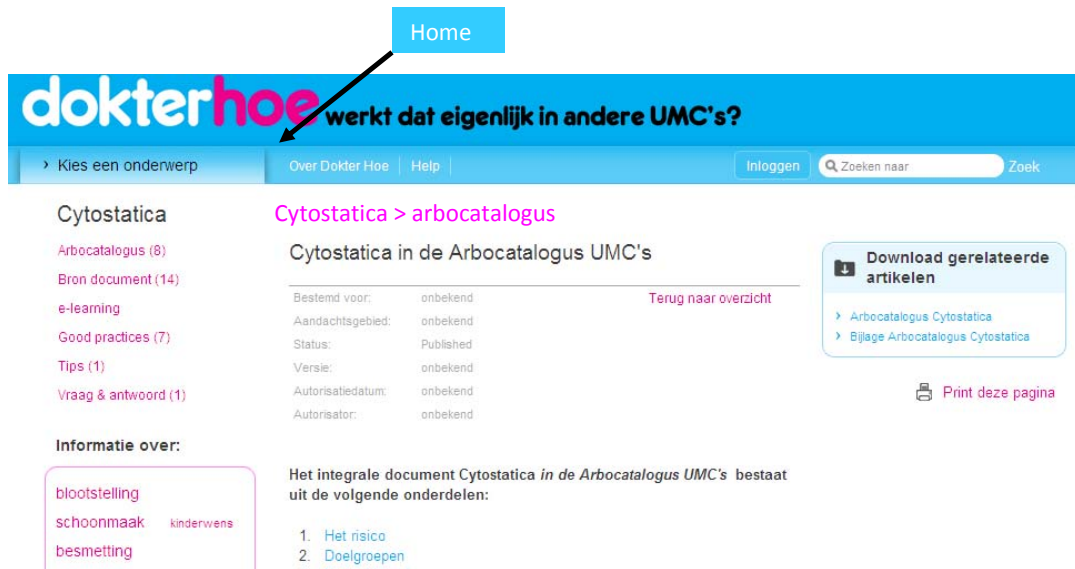 Home
dokterhoe werkt dat eigenlijk in andere UMC's?
› Kies een onderwerp
Over Dokter Hoe | Help |
Inloggen
Zoeken naar
Zoek
Cytostatica
Arbocatalogus (8)
Bron document (14)
e-learning
Good practices (7)
Tips (1)
Vraag & antwoord (1)
Informatie over:
blootstelling
schoonmaak kinderwens
besmetting
Cytostatica > arbocatalogus
Cytostatica in de Arbocatalogus UMC's
Bestemd voor: onbekend
Terug naar overzicht
Aandachtsgebied: onbekend
Status: Published
Versie: onbekend
Autorisatiedatum: onbekend
Autorisator: onbekend
Het integrale document Cytostatica in de Arbocatalogus UMC's bestaat
uit de volgende onderdelen:
1. Het risico
2. Doelgroepen
Download gerelateerde
artikelen
› Arbocatalogus Cytostatica
› Bijlage Arbocatalogus Cytostatica
Print deze pagina